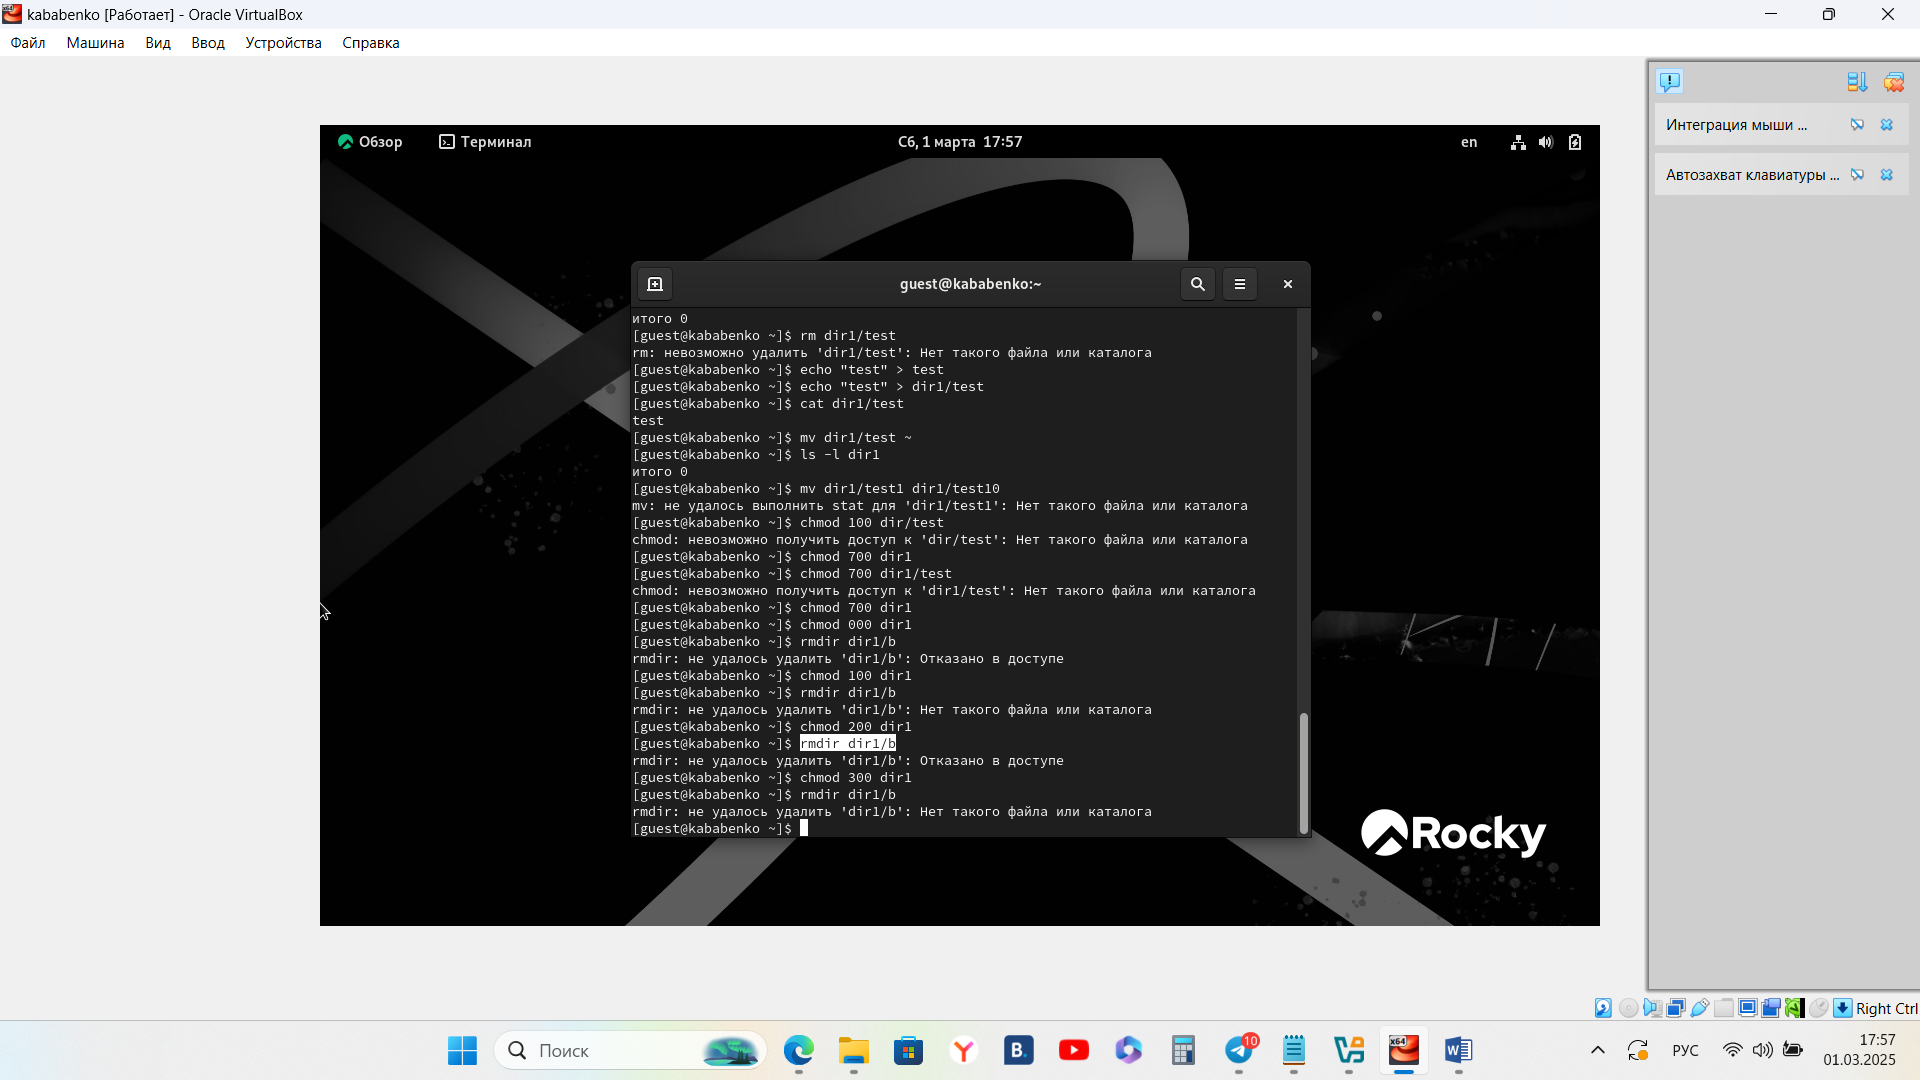 kababenko [Работает] - Oracle VirtualBox
Файл Машина Вид Ввод Устройства Справка
Интеграция мыши ...
Автозахват клавиатуры ...
Обзор Терминал Сб, 1 марта 17:57 en
guest@kababenko:~
итого 0
[guest@kababenko ~]$ rm dir1/test
rm: невозможно удалить 'dir1/test': Нет такого файла или каталога
[guest@kababenko ~]$ echo "test" > test
[guest@kababenko ~]$ echo "test" > dir1/test
[guest@kababenko ~]$ cat dir1/test
test
[guest@kababenko ~]$ mv dir1/test ~
[guest@kababenko ~]$ ls -l dir1
итого 0
[guest@kababenko ~]$ mv dir1/test1 dir1/test10
mv: не удалось выполнить stat для 'dir1/test1': Нет такого файла или каталога
[guest@kababenko ~]$ chmod 100 dir/test
chmod: невозможно получить доступ к 'dir/test': Нет такого файла или каталога
[guest@kababenko ~]$ chmod 700 dir1
[guest@kababenko ~]$ chmod 700 dir1/test
chmod: невозможно получить доступ к 'dir1/test': Нет такого файла или каталога
[guest@kababenko ~]$ chmod 700 dir1
[guest@kababenko ~]$ chmod 000 dir1
[guest@kababenko ~]$ rmdir dir1/b
rmdir: не удалось удалить 'dir1/b': Отказано в доступе
[guest@kababenko ~]$ chmod 100 dir1
[guest@kababenko ~]$ rmdir dir1/b
rmdir: не удалось удалить 'dir1/b': Нет такого файла или каталога
[guest@kababenko ~]$ chmod 200 dir1
[guest@kababenko ~]$ rmdir dir1/b
rmdir: не удалось удалить 'dir1/b': Отказано в доступе
[guest@kababenko ~]$ chmod 300 dir1
[guest@kababenko ~]$ rmdir dir1/b
rmdir: не удалось удалить 'dir1/b': Нет такого файла или каталога
[guest@kababenko ~]$
Rocky
Right Ctrl
Поиск
B.
10
x64
РУС
17:57
01.03.2025